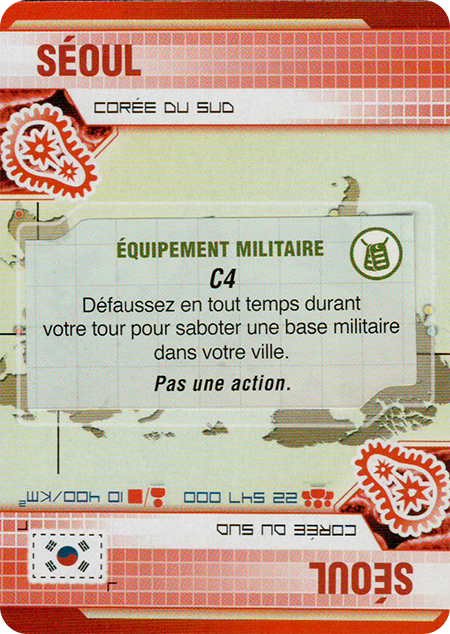 SÉOUL
CORÉE DU SUD
ÉQUIPEMENT MILITAIRE
C4
Défaussez en tout temps durant
votre tour pour saboter une base militaire
dans votre ville.
Pas une action.
22 547 000 10 400/KM²
CORÉE DU SUD
SÉOUL